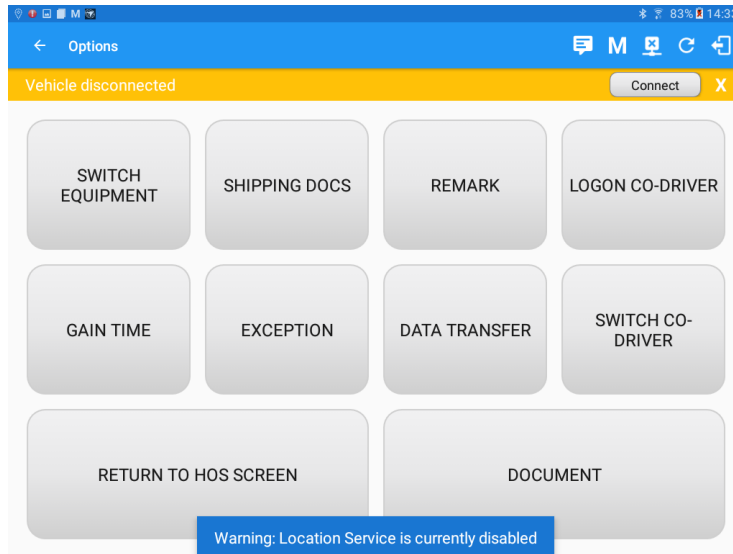 M 83% 14:33
Options M
Vehicle disconnected Connect X
SWITCH
EQUIPMENT
SHIPPING DOCS
REMARK
LOGON CO-DRIVER
GAIN TIME
EXCEPTION
DATA TRANSFER
SWITCH CO-
DRIVER
RETURN TO HOS SCREEN
DOCUMENT
Warning: Location Service is currently disabled